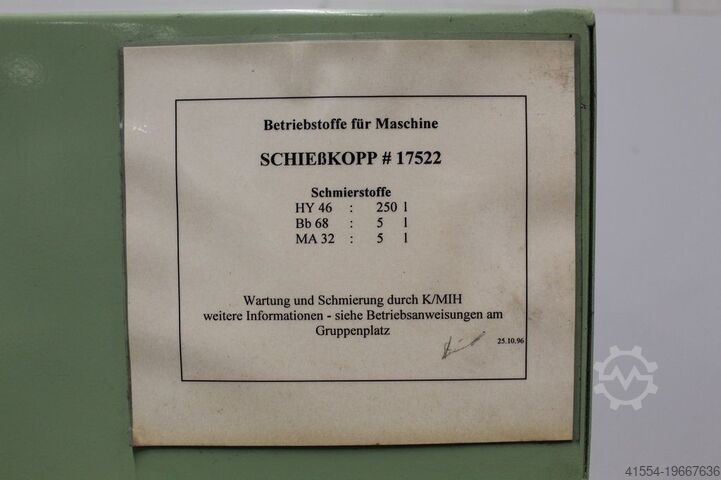 Betriebstoffe für Maschine
SCHIEßKOPP # 17522
Schmierstoffe
HY 46 : 250 l
Bb 68 : 5 l
MA 32 : 5 l
Wartung und Schmierung durch K/MIH
weitere Informationen - siehe Betriebsanweisungen am
Gruppenplatz
25.10.96
41554-19667636